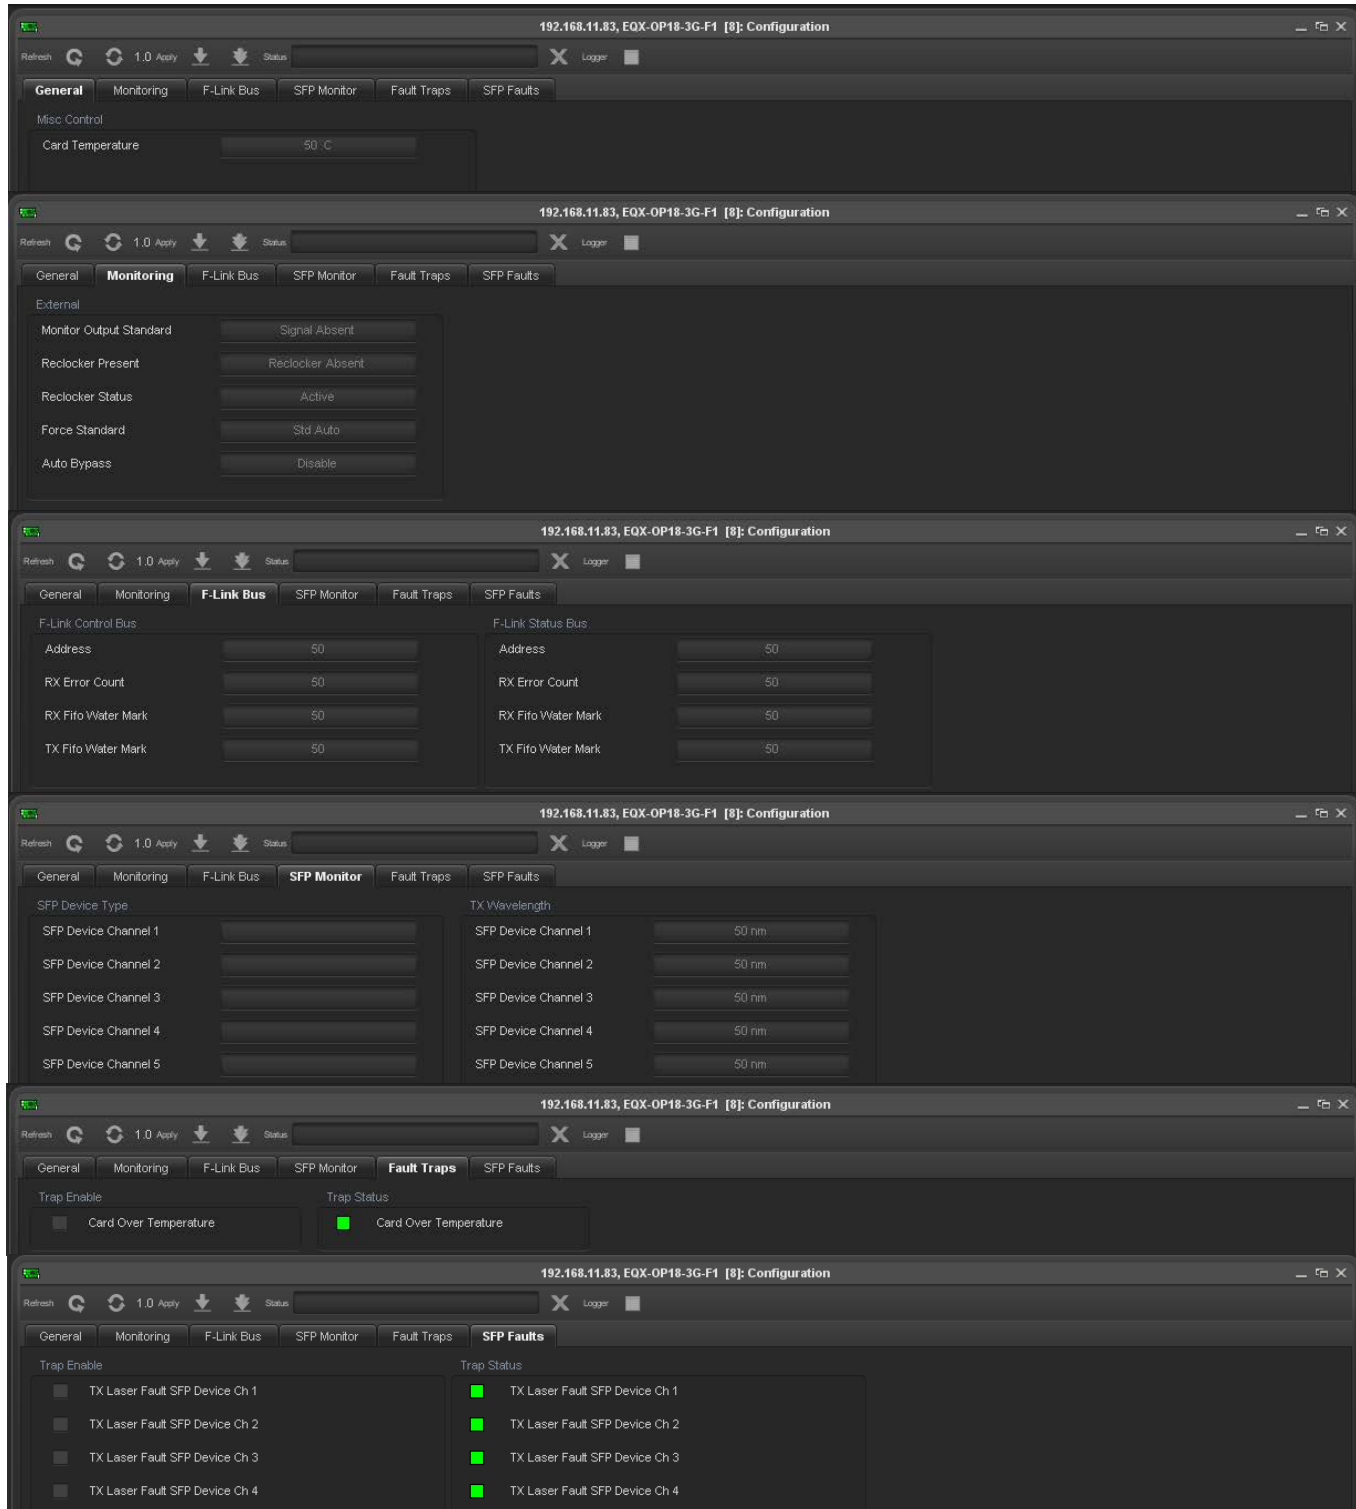 192.168.11.83, EQX-OP18-3G-F1 [8]: Configuration
Refresh 1.0 Apply Status Logger
General Monitoring F-Link Bus SFP Monitor Fault Traps SFP Faults
Misc Control
Card Temperature 50 C
192.168.11.83, EQX-OP18-3G-F1 [8]: Configuration
Refresh 1.0 Apply Status Logger
General Monitoring F-Link Bus SFP Monitor Fault Traps SFP Faults
External
Monitor Output Standard Signal Absent
Reclocker Present Reclocker Absent
Reclocker Status Active
Force Standard Std Auto
Auto Bypass Disable
192.168.11.83, EQX-OP18-3G-F1 [8]: Configuration
Refresh 1.0 Apply Status Logger
General Monitoring F-Link Bus SFP Monitor Fault Traps SFP Faults
F-Link Control Bus F-Link Status Bus
Address 50 Address 50
RX Error Count 50 RX Error Count 50
RX Fifo Water Mark 50 RX Fifo Water Mark 50
TX Fifo Water Mark 50 TX Fifo Water Mark 50
192.168.11.83, EQX-OP18-3G-F1 [8]: Configuration
Refresh 1.0 Apply Status Logger
General Monitoring F-Link Bus SFP Monitor Fault Traps SFP Faults
SFP Device Type TX Wavelength
SFP Device Channel 1 SFP Device Channel 1 50 nm
SFP Device Channel 2 SFP Device Channel 2 50 nm
SFP Device Channel 3 SFP Device Channel 3 50 nm
SFP Device Channel 4 SFP Device Channel 4 50 nm
SFP Device Channel 5 SFP Device Channel 5 50 nm
192.168.11.83, EQX-OP18-3G-F1 [8]: Configuration
Refresh 1.0 Apply Status Logger
General Monitoring F-Link Bus SFP Monitor Fault Traps SFP Faults
Trap Enable Trap Status
Card Over Temperature Card Over Temperature
192.168.11.83, EQX-OP18-3G-F1 [8]: Configuration
Refresh 1.0 Apply Status Logger
General Monitoring F-Link Bus SFP Monitor Fault Traps SFP Faults
Trap Enable Trap Status
TX Laser Fault SFP Device Ch 1 TX Laser Fault SFP Device Ch 1
TX Laser Fault SFP Device Ch 2 TX Laser Fault SFP Device Ch 2
TX Laser Fault SFP Device Ch 3 TX Laser Fault SFP Device Ch 3
TX Laser Fault SFP Device Ch 4 TX Laser Fault SFP Device Ch 4